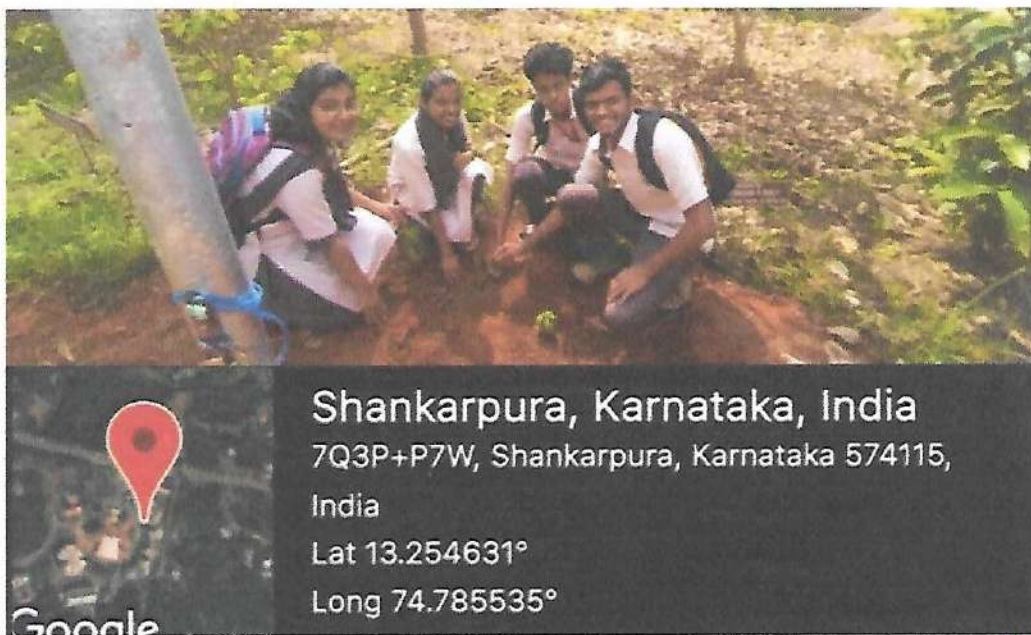 Shankarpura, Karnataka, India
7Q3P+P7W, Shankarpura, Karnataka 574115,
India
Lat 13.254631°
Long 74.785535°
Google